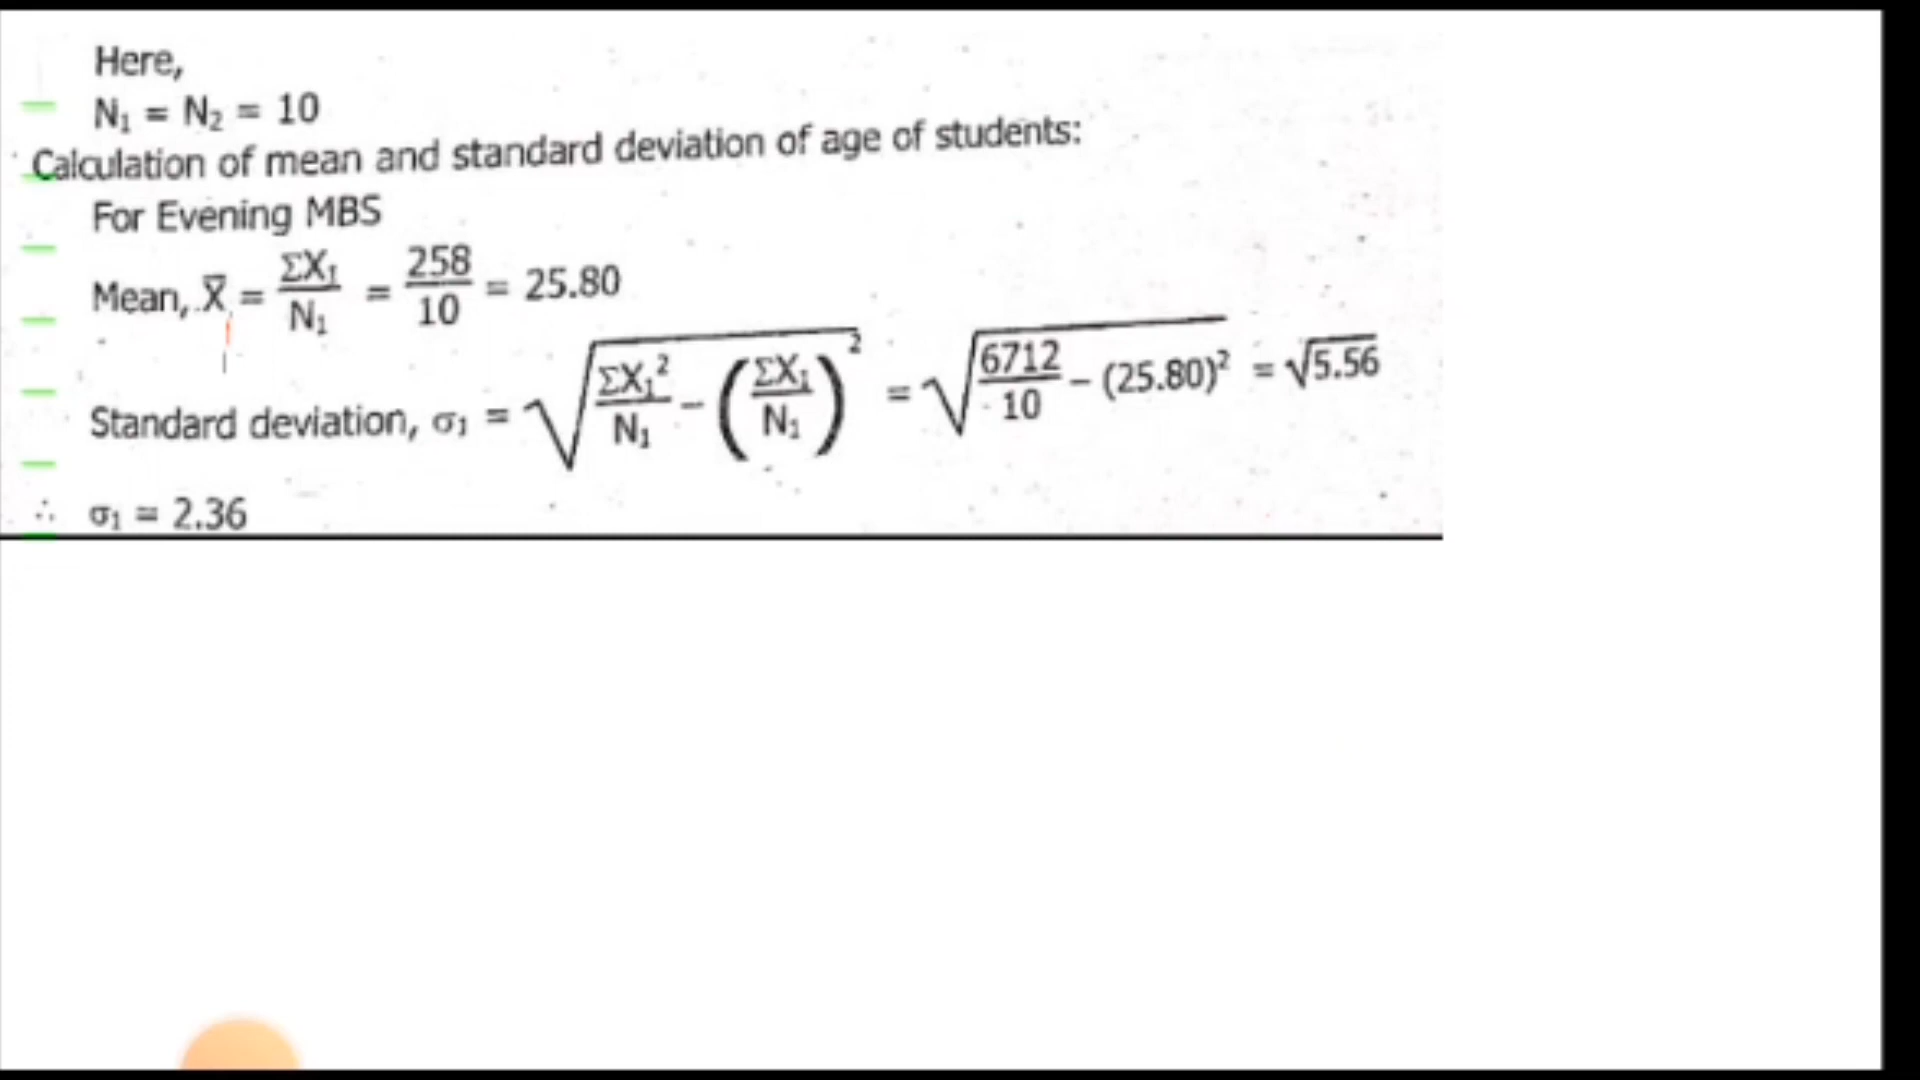 Here,
N₁ = N₂ = 10
Calculation of mean and standard deviation of age of students:
For Evening MBS
Mean, X̅ = ΣX₁/N₁ = 258/10 = 25.80
Standard deviation, σ₁ = √(ΣX₁²/N₁ − (ΣX₁/N₁)²) = √(6712/10 − (25.80)²) = √5.56
∴ σ₁ = 2.36